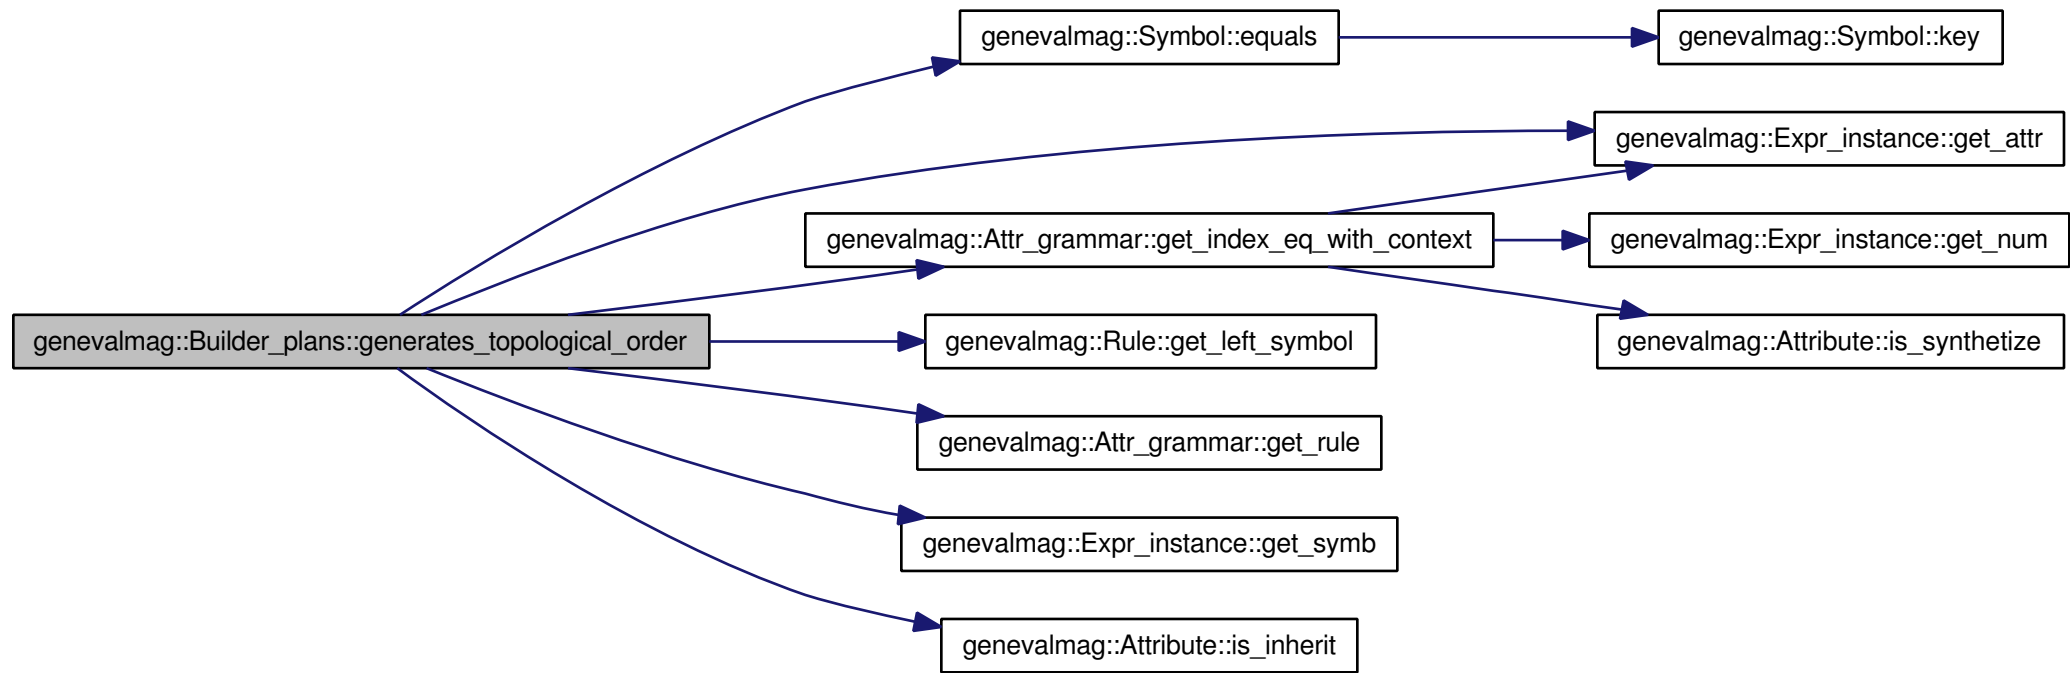 genevalmag::Symbol::equals
genevalmag::Symbol::key
genevalmag::Expr_instance::get_attr
genevalmag::Attr_grammar::get_index_eq_with_context
genevalmag::Expr_instance::get_num
genevalmag::Builder_plans::generates_topological_order
genevalmag::Rule::get_left_symbol
genevalmag::Attribute::is_synthetize
genevalmag::Attr_grammar::get_rule
genevalmag::Expr_instance::get_symb
genevalmag::Attribute::is_inherit